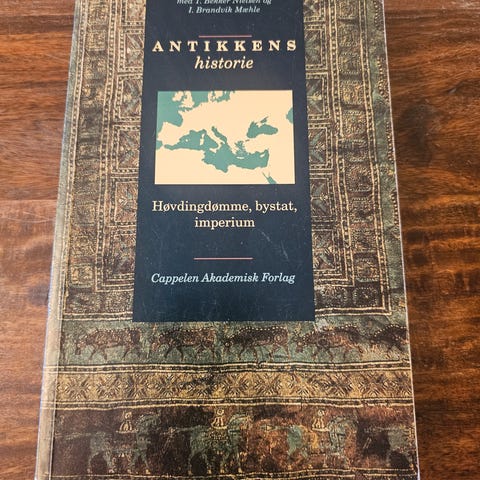 med T. Bekker Nielsen og
I. Brandvik Mæhle
ANTIKKENS
historie
Høvdingdømme, bystat,
imperium
Cappelen Akademisk Forlag